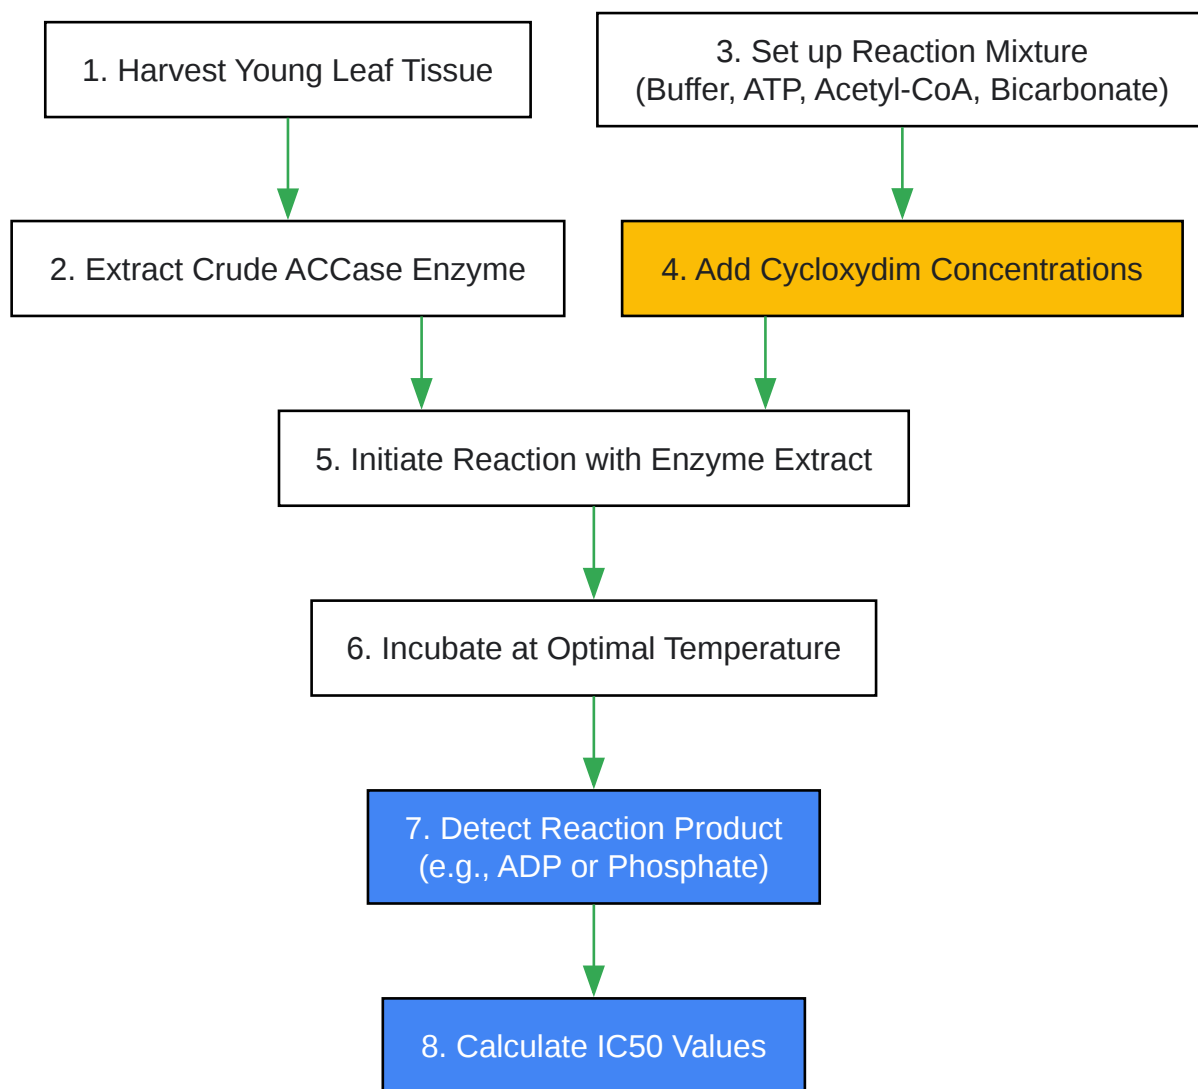 1. Harvest Young Leaf Tissue
3. Set up Reaction Mixture
(Buffer, ATP, Acetyl-CoA, Bicarbonate)
2. Extract Crude ACCase Enzyme
4. Add Cycloxydim Concentrations
5. Initiate Reaction with Enzyme Extract
6. Incubate at Optimal Temperature
7. Detect Reaction Product
(e.g., ADP or Phosphate)
8. Calculate IC50 Values